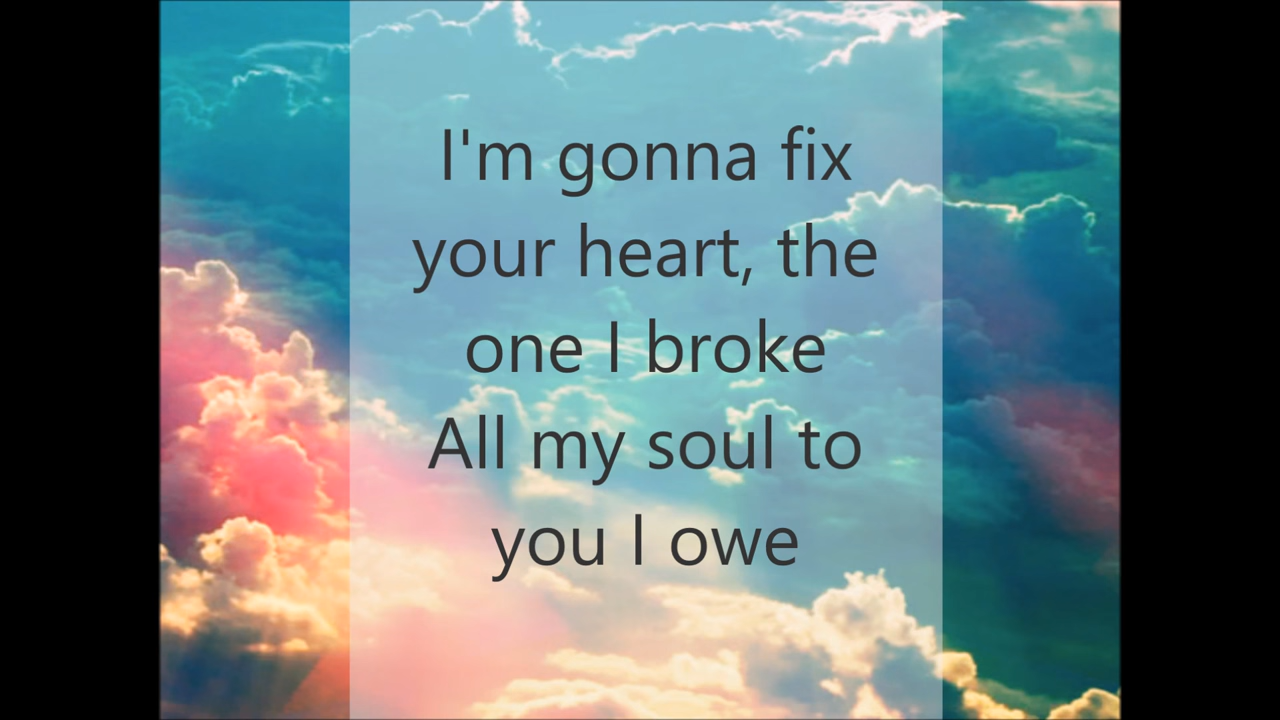 I'm gonna fix
your heart, the
one I broke
All my soul to
you I owe